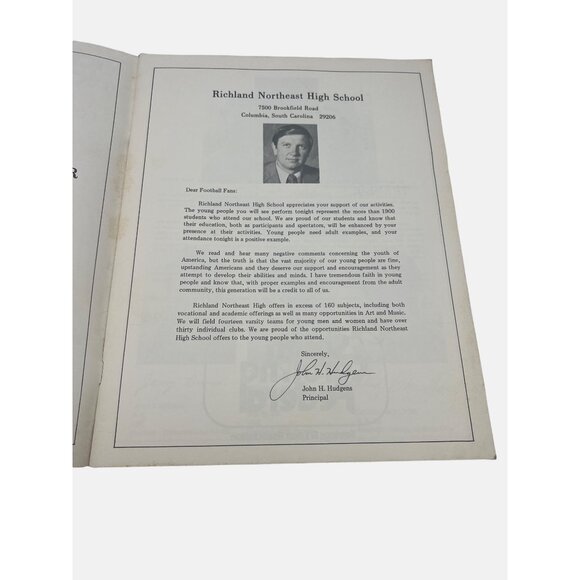 R
Richland Northeast High School
7500 Brookfield Road
Columbia, South Carolina 29206
Dear Football Fans:
Richland Northeast High School appreciates your support of our activities.
The young people you will see perform tonight represent the more than 1900
students who attend our school. We are proud of our students and know that
their education, both as participants and spectators, will be enhanced by your
presence at their activities. Young people need adult examples, and your
attendance tonight is a positive example.
We read and hear many negative comments concerning the youth of
America, but the truth is that the vast majority of our young people are fine,
upstanding Americans and they deserve our support and encouragement as they
attempt to develop their abilities and minds. I have tremendous faith in young
people and know that, with proper examples and encouragement from the adult
community, this generation will be a credit to all of us.
Richland Northeast High offers in excess of 160 subjects, including both
vocational and academic offerings as well as many opportunities in Art and Music.
We will field fourteen varsity teams for young men and women and have over
thirty individual clubs. We are proud of the opportunities Richland Northeast
High School offers to the young people who attend.
Sincerely,
John H. Hudgens
John H. Hudgens
Principal